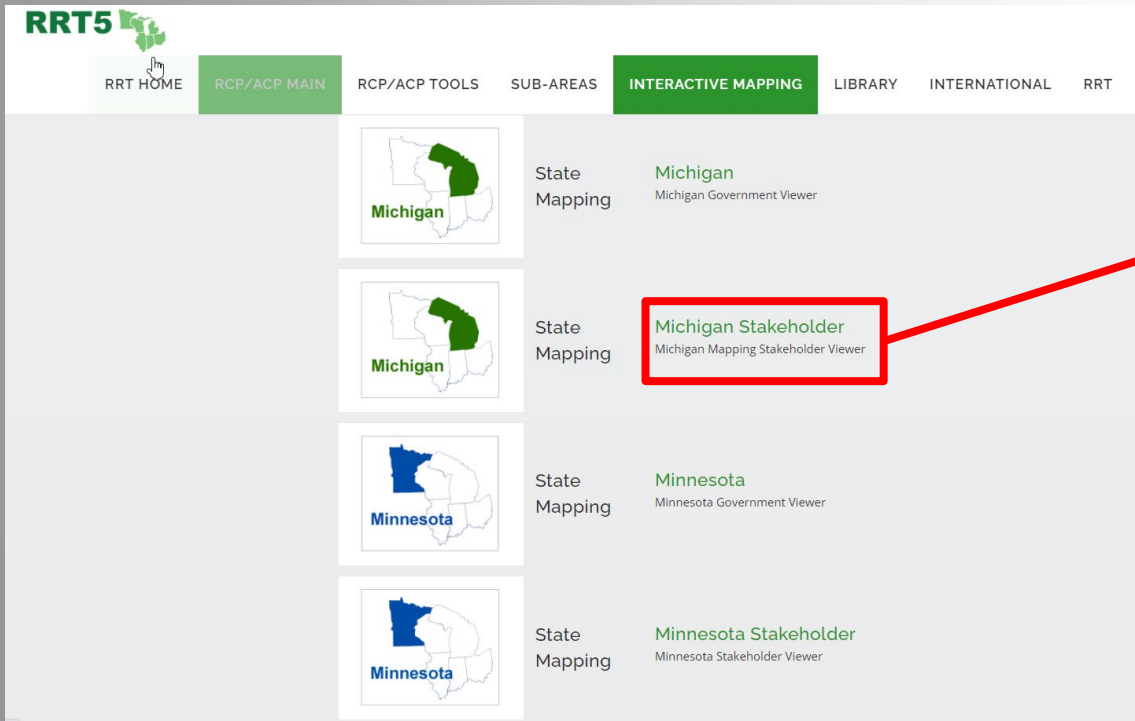 RRT5
RRT HOME RCP/ACP MAIN RCP/ACP TOOLS SUB-AREAS INTERACTIVE MAPPING LIBRARY INTERNATIONAL RRT
Michigan
State
Mapping
Michigan
Michigan Government Viewer
Michigan
State
Mapping
Michigan Stakeholder
Michigan Mapping Stakeholder Viewer
Minnesota
State
Mapping
Minnesota
Minnesota Government Viewer
Minnesota
State
Mapping
Minnesota Stakeholder
Minnesota Stakeholder Viewer